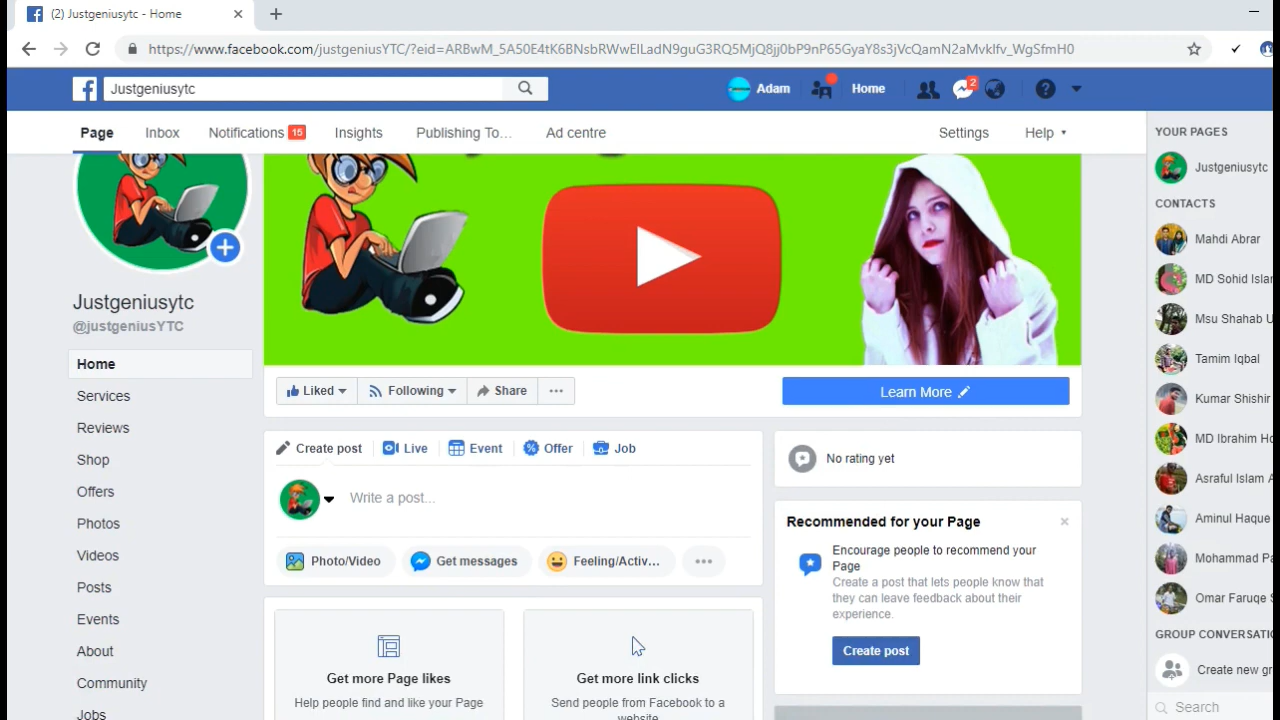 (2) Justgeniusytc - Home
https://www.facebook.com/justgeniusYTC/?eid=ARBwM_5A50E4tK6BNsbRWwElLadN9guG3RQ5MjQ8jj0bP9nP65GyaY8s3jVcQamN2aMvklfv_WgSfmH0
Justgeniusytc
Adam
Home
2
Page
Inbox
Notifications 15
Insights
Publishing To...
Ad centre
Settings
Help
Justgeniusytc
@justgeniusYTC
Home
Services
Reviews
Shop
Offers
Photos
Videos
Posts
Events
About
Community
Jobs
Liked
Following
Share
Learn More
Create post
Live
Event
Offer
Job
Write a post...
Photo/Video
Get messages
Feeling/Activ...
Get more Page likes
Help people find and like your Page
Get more link clicks
Send people from Facebook to a
website
No rating yet
Recommended for your Page
Encourage people to recommend your
Page
Create a post that lets people know that
they can leave feedback about their
experience.
Create post
YOUR PAGES
Justgeniusytc
CONTACTS
Mahdi Abrar
MD Sohid Islar
Msu Shahab U
Tamim Iqbal
Kumar Shishir
MD Ibrahim Ho
Asraful Islam A
Aminul Haque
Mohammad Pa
Omar Faruqe S
GROUP CONVERSATIO
Create new gr
Search